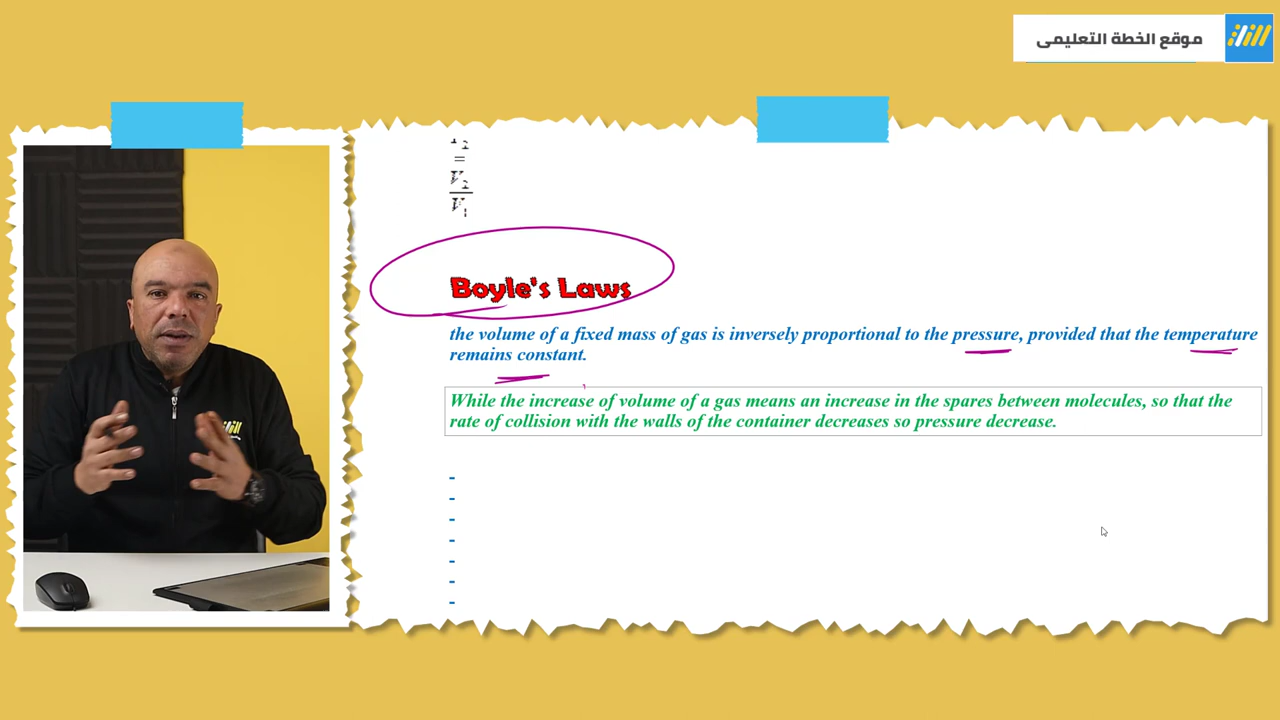 موقع الخطة التعليمى
=
V₂
V₁
Boyle's Laws
the volume of a fixed mass of gas is inversely proportional to the pressure, provided that the temperature
remains constant.
While the increase of volume of a gas means an increase in the spares between molecules, so that the
rate of collision with the walls of the container decreases so pressure decrease.
-
-
-
-
-
-
-